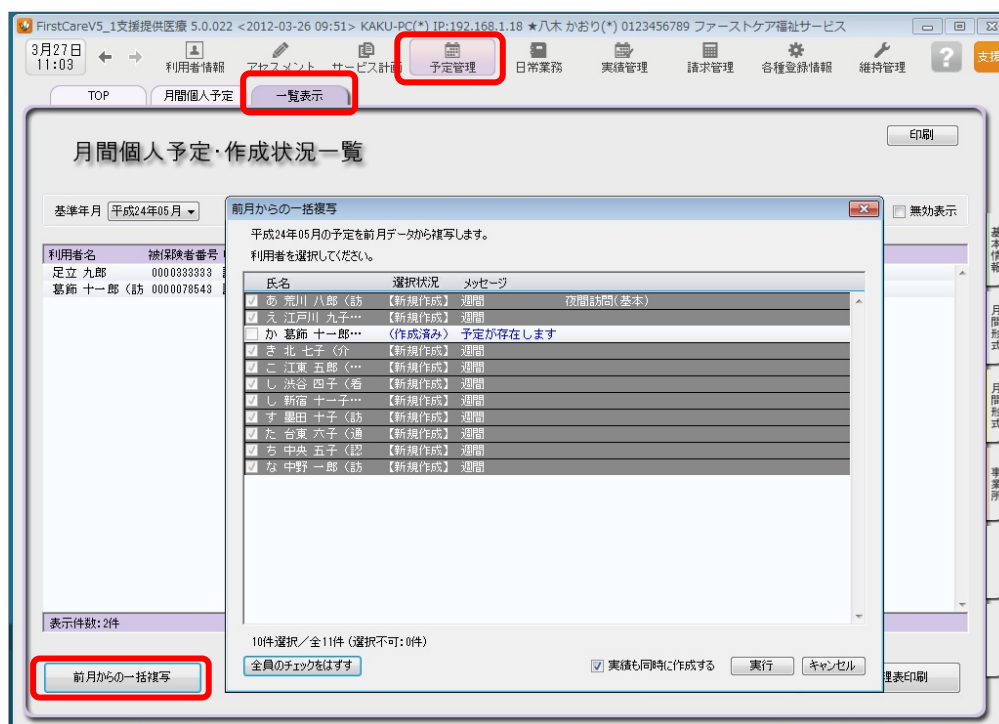 FirstCareV5_1支援提供医療 5.0.022 <2012-03-26 09:51> KAKU-PC(*) IP:192.168.1.18 ★八木 かおり(*) 0123456789 ファーストケア福祉サービス
3月27日
11:03
利用者情報 アセスメント サービス計画 予定管理 日常業務 実績管理 請求管理 各種登録情報 維持管理 ? 支援
TOP 月間個人予定 一覧表示
印刷
月間個人予定・作成状況一覧
基準年月 平成24年05月
無効表示
利用者名 被保険者番号
足立 九郎 0000333333
葛飾 十一郎（訪 0000078543
前月からの一括複写
平成24年05月の予定を前月データから複写します。
利用者を選択してください。
氏名 選択状況 メッセージ
あ 荒川 八郎（訪 【新規作成】 週間 夜間訪問(基本)
え 江戸川 九子… 【新規作成】 週間
か 葛飾 十一郎… （作成済み） 予定が存在します
き 北 七子（介 【新規作成】 週間
こ 江東 五郎（… 【新規作成】 週間
し 渋谷 四子（看 【新規作成】 週間
し 新宿 十一子… 【新規作成】 週間
す 墨田 十子（訪 【新規作成】 週間
た 台東 六子（通 【新規作成】 週間
ち 中央 五子（認 【新規作成】 週間
な 中野 一郎（訪 【新規作成】 週間
10件選択／全11件（選択不可:0件）
全員のチェックをはずす 実績も同時に作成する 実行 キャンセル
表示件数:2件
前月からの一括複写
理表印刷
基本情報
月間形式
月間形式
事業所